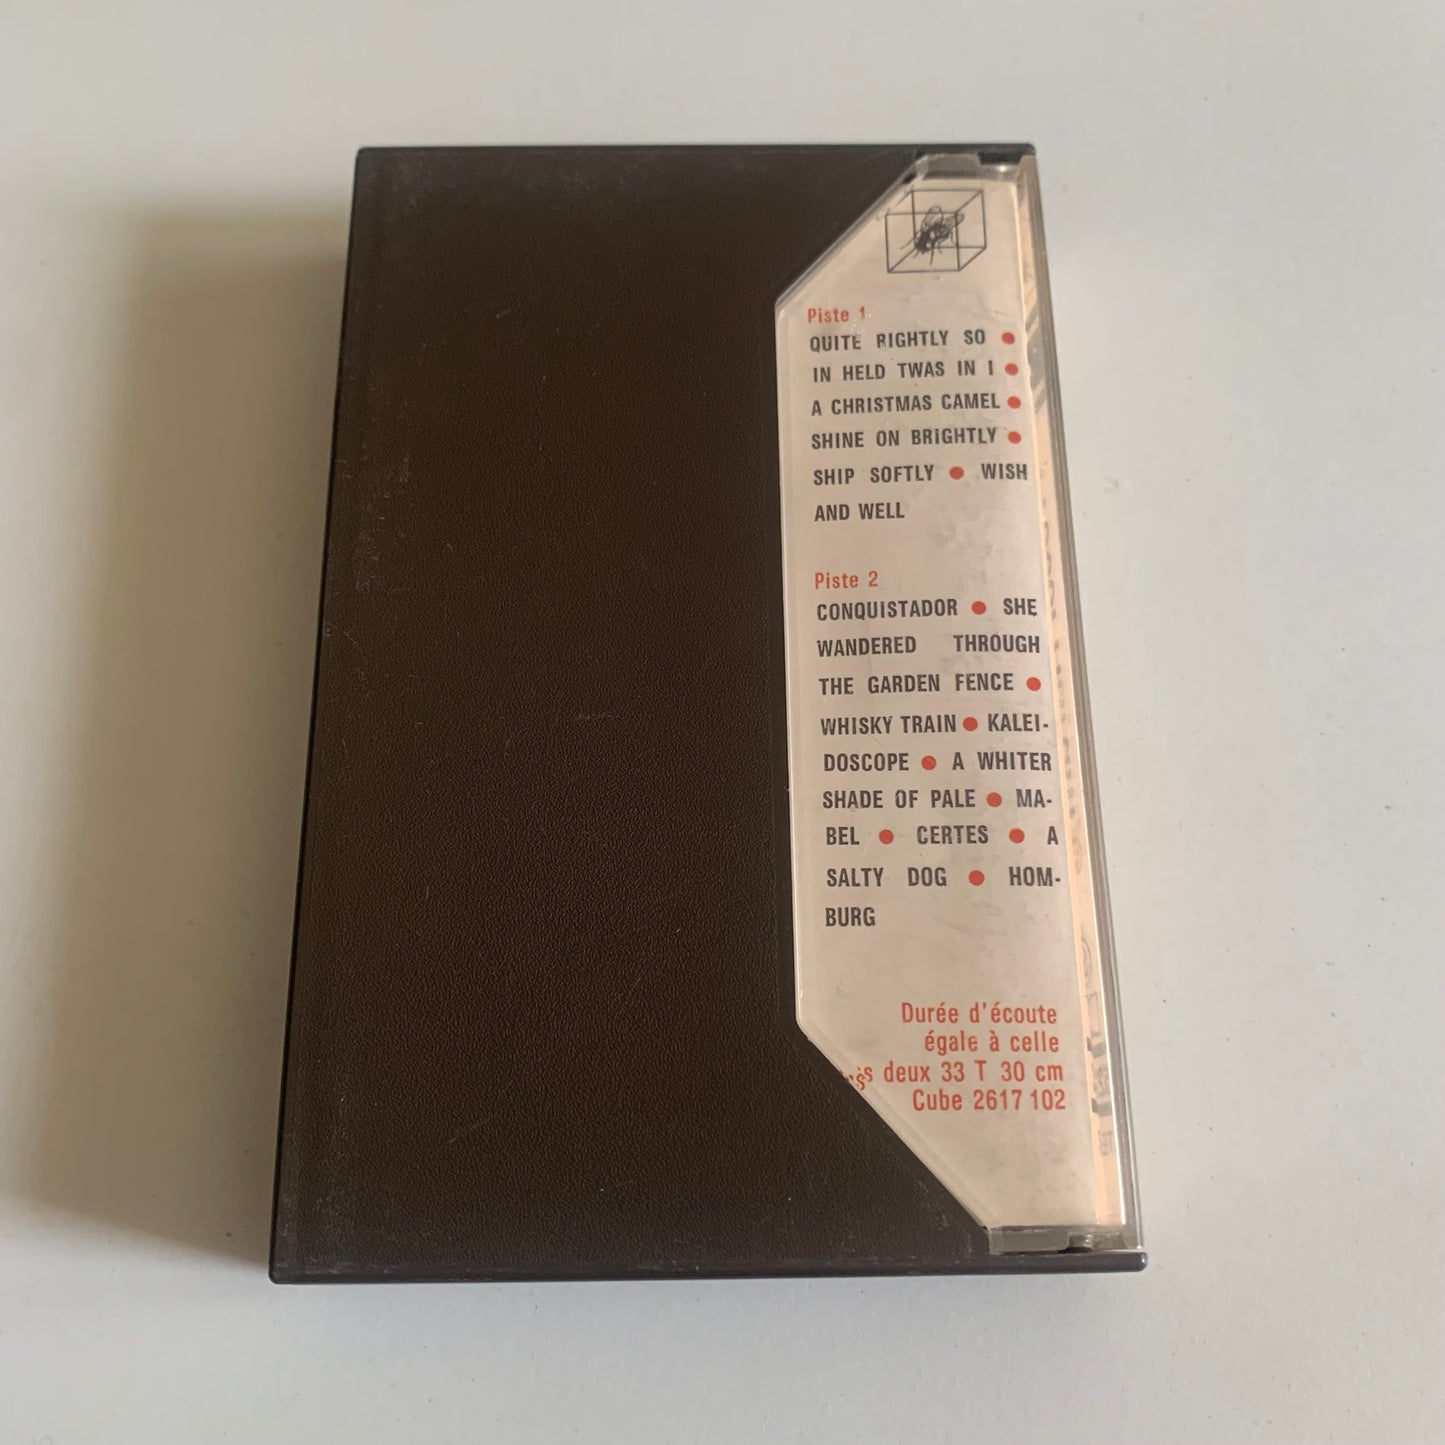 Piste 1
QUITE RIGHTLY SO ●
IN HELD TWAS IN I ●
A CHRISTMAS CAMEL ●
SHINE ON BRIGHTLY ●
SHIP SOFTLY ● WISH
AND WELL
Piste 2
CONQUISTADOR ● SHE
WANDERED THROUGH
THE GARDEN FENCE ●
WHISKY TRAIN ● KALEI-
DOSCOPE ● A WHITER
SHADE OF PALE ● MA-
BEL ● CERTES ● A
SALTY DOG ● HOM-
BURG
Durée d'écoute
égale à celle
deux 33 T 30 cm
Cube 2617 102